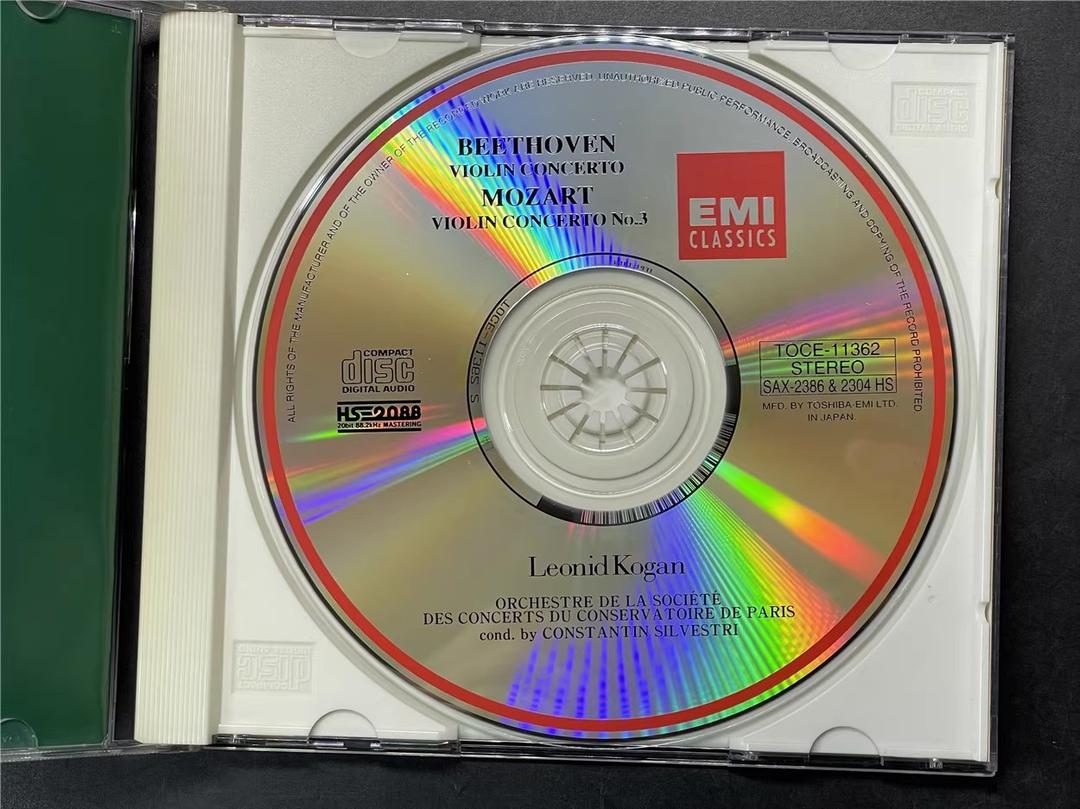 ALL RIGHTS OF THE MANUFACTURER AND OF THE OWNER OF THE RECORDED WORK ARE RESERVED. UNAUTHORIZED PUBLIC PERFORMANCE, BROADCASTING AND COPYING OF THE RECORD PROHIBITED.
BEETHOVEN
VIOLIN CONCERTO
MOZART
VIOLIN CONCERTO No.3
EMI
CLASSICS
COMPACT
disc
DIGITAL AUDIO
COMPACT
disc
DIGITAL AUDIO
HS-2088
20bit 88.2kHz MASTERING
TOCE-11362
STEREO
SAX-2386 & 2304 HS
MFD. BY TOSHIBA-EMI LTD.
IN JAPAN.
Leonid Kogan
ORCHESTRE DE LA SOCIÉTÉ
DES CONCERTS DU CONSERVATOIRE DE PARIS
cond. by CONSTANTIN SILVESTRI
COMPACT
disc
DIGITAL AUDIO